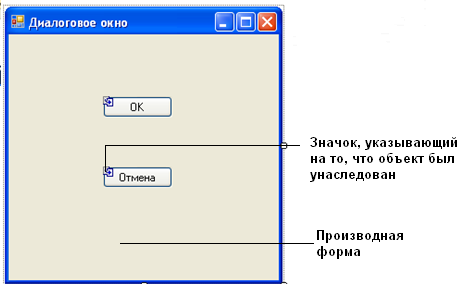 Диалоговое окно
OK
Значок, указывающий
на то, что объект был
унаследован
Отмена
Производная
форма